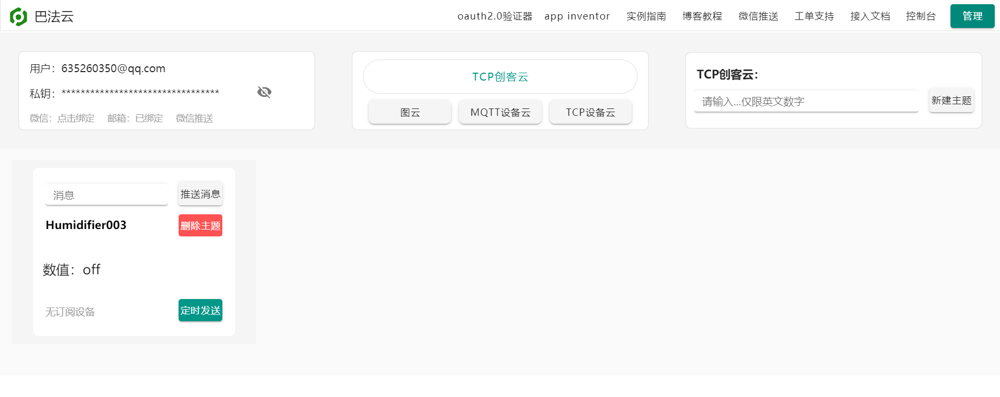 巴法云
oauth2.0验证器 app inventor 实例指南 博客教程 微信推送 工单支持 接入文档 控制台 管理
用户：635260350@qq.com
私钥：*********************************
微信：点击绑定 邮箱：已绑定 微信推送
TCP创客云
图云 MQTT设备云 TCP设备云
TCP创客云：
请输入...仅限英文数字 新建主题
消息 推送消息
Humidifier003 删除主题
数值：off
无订阅设备 定时发送